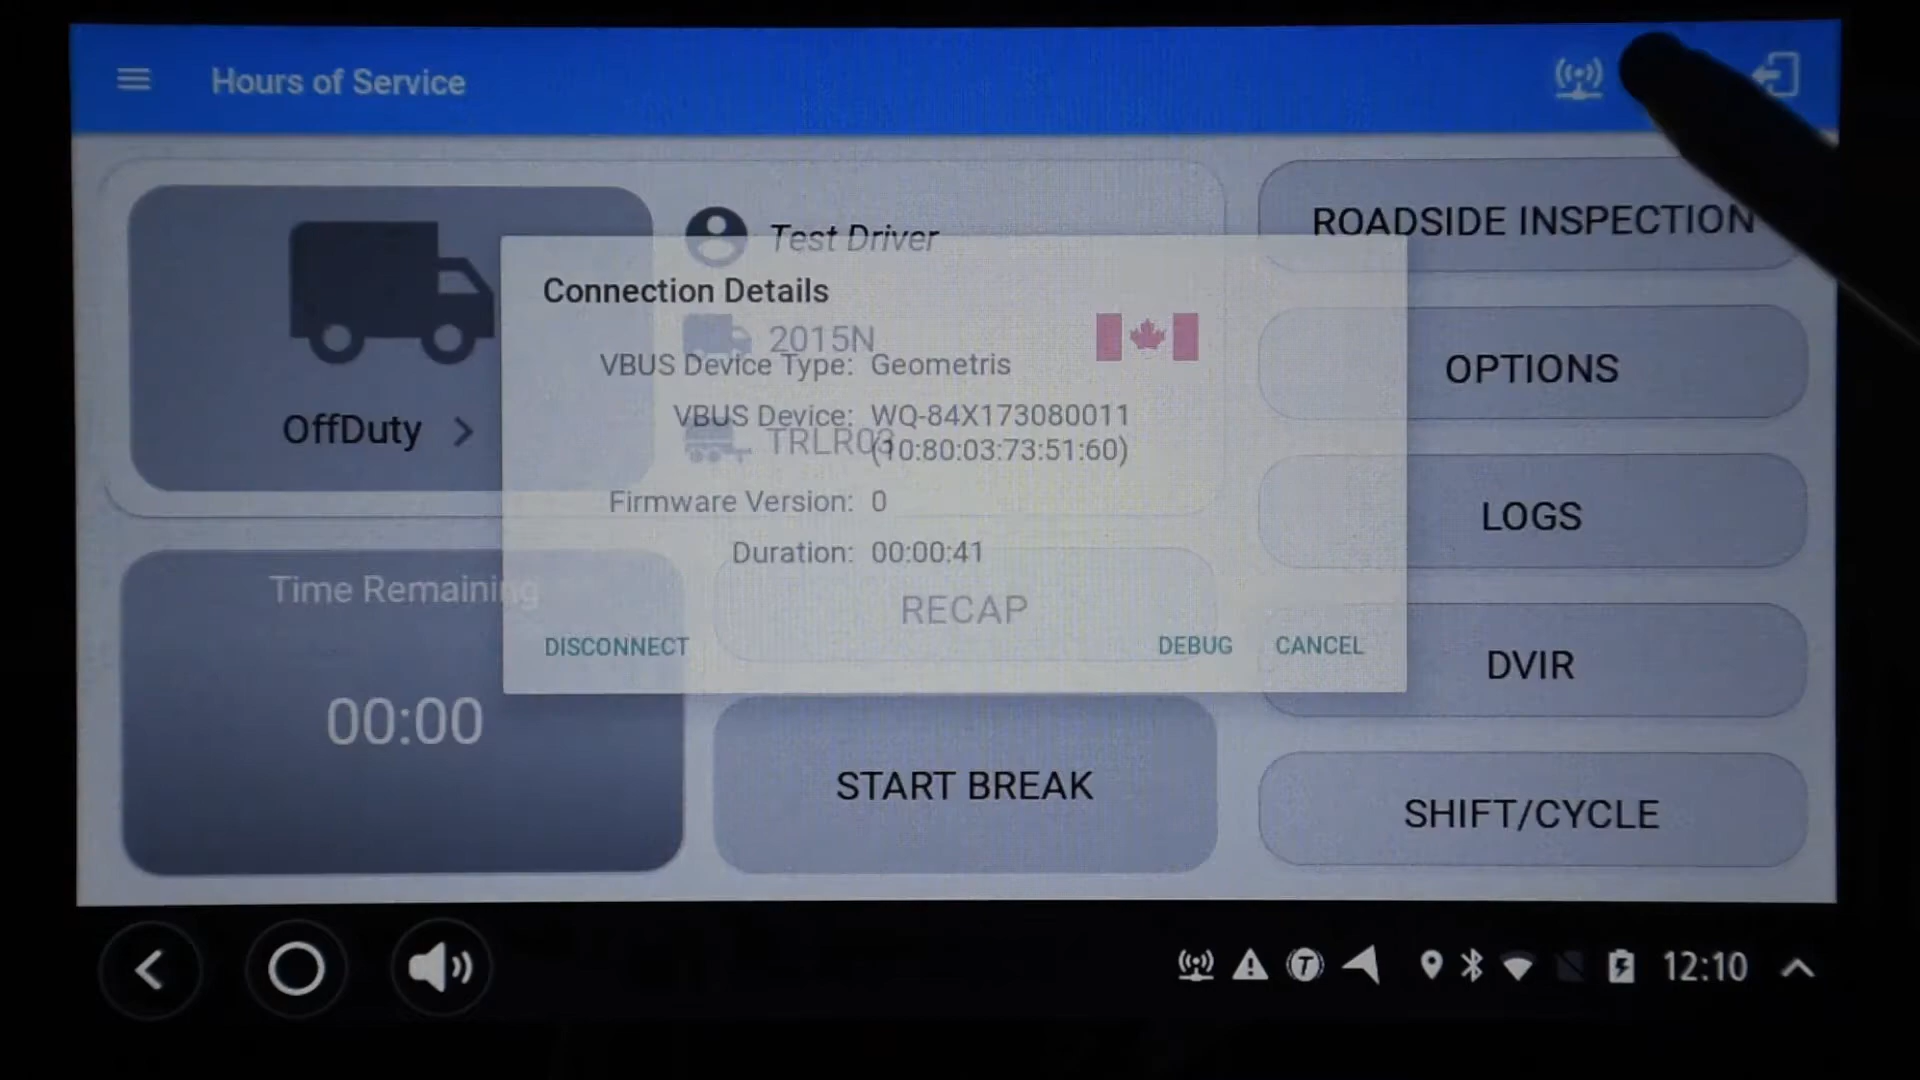 Hours of Service
Test Driver
ROADSIDE INSPECTION
Connection Details
2015N
VBUS Device Type: Geometris
OPTIONS
VBUS Device: WQ-84X173080011
OffDuty >
TRLR03
(10:80:03:73:51:60)
Firmware Version: 0
LOGS
Duration: 00:00:41
Time Remaining
RECAP
DISCONNECT
DEBUG
CANCEL
DVIR
00:00
START BREAK
SHIFT/CYCLE
T
12:10